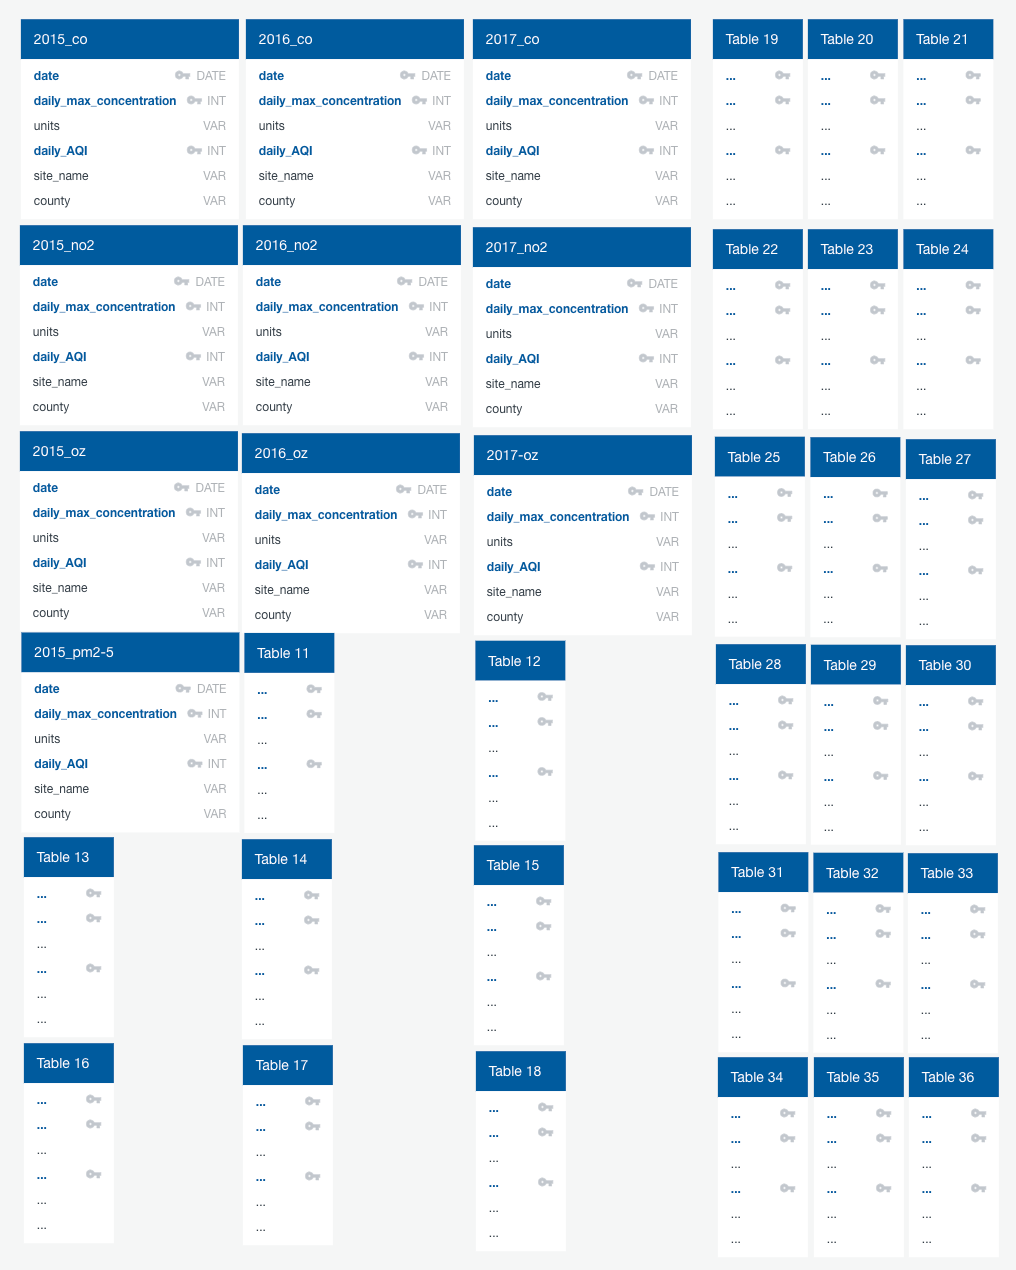 2015_co
date DATE
daily_max_concentration INT
units VAR
daily_AQI INT
site_name VAR
county VAR
2016_co
date DATE
daily_max_concentration INT
units VAR
daily_AQI INT
site_name VAR
county VAR
2017_co
date DATE
daily_max_concentration INT
units VAR
daily_AQI INT
site_name VAR
county VAR
Table 19
...
...
...
...
...
...
Table 20
...
...
...
...
...
...
Table 21
...
...
...
...
...
...
2015_no2
date DATE
daily_max_concentration INT
units VAR
daily_AQI INT
site_name VAR
county VAR
2016_no2
date DATE
daily_max_concentration INT
units VAR
daily_AQI INT
site_name VAR
county VAR
2017_no2
date DATE
daily_max_concentration INT
units VAR
daily_AQI INT
site_name VAR
county VAR
Table 22
...
...
...
...
...
...
Table 23
...
...
...
...
...
...
Table 24
...
...
...
...
...
...
2015_oz
date DATE
daily_max_concentration INT
units VAR
daily_AQI INT
site_name VAR
county VAR
2016_oz
date DATE
daily_max_concentration INT
units VAR
daily_AQI INT
site_name VAR
county VAR
2017-oz
date DATE
daily_max_concentration INT
units VAR
daily_AQI INT
site_name VAR
county VAR
Table 25
...
...
...
...
...
...
Table 26
...
...
...
...
...
...
Table 27
...
...
...
...
...
...
2015_pm2-5
date DATE
daily_max_concentration INT
units VAR
daily_AQI INT
site_name VAR
county VAR
Table 11
...
...
...
...
...
...
Table 12
...
...
...
...
...
...
Table 28
...
...
...
...
...
...
Table 29
...
...
...
...
...
...
Table 30
...
...
...
...
...
...
Table 13
...
...
...
...
...
...
Table 14
...
...
...
...
...
...
Table 15
...
...
...
...
...
...
Table 31
...
...
...
...
...
...
Table 32
...
...
...
...
...
...
Table 33
...
...
...
...
...
...
Table 16
...
...
...
...
...
...
Table 17
...
...
...
...
...
...
Table 18
...
...
...
...
...
...
Table 34
...
...
...
...
...
...
Table 35
...
...
...
...
...
...
Table 36
...
...
...
...
...
...